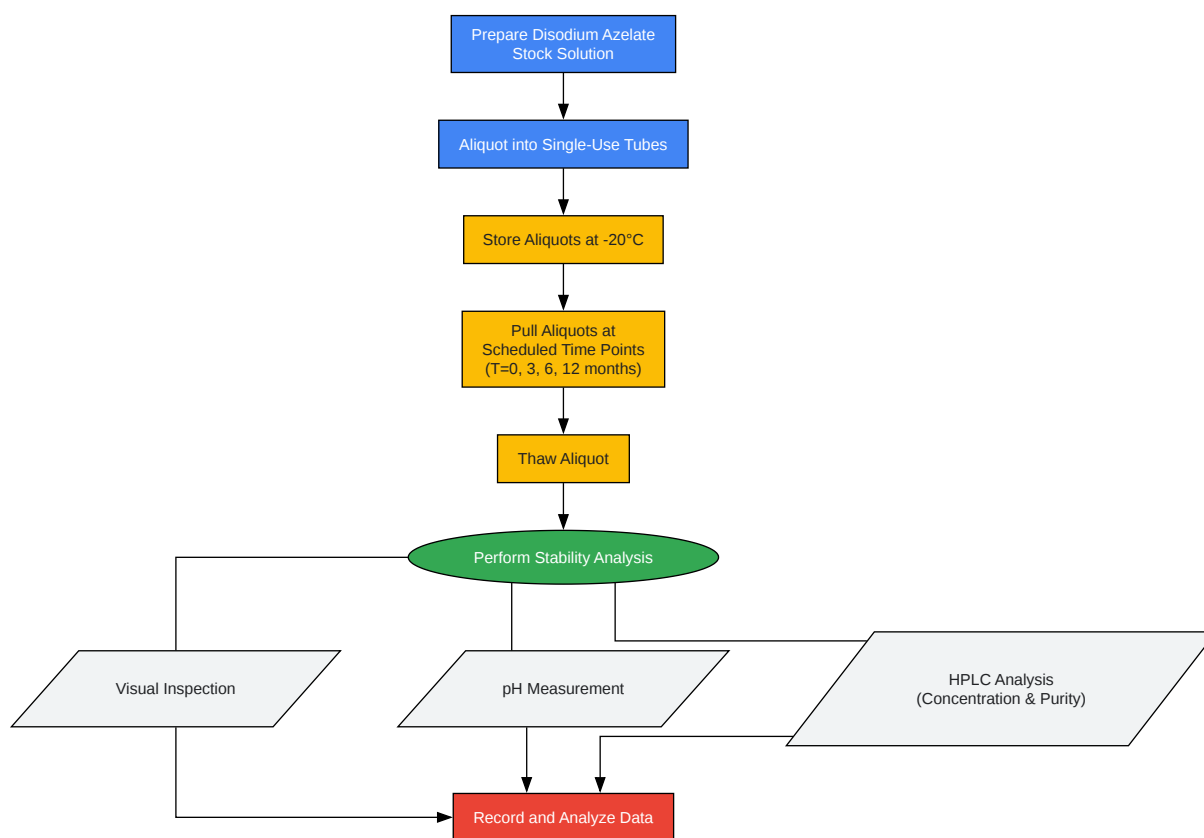 Prepare Disodium Azelate
Stock Solution
Aliquot into Single-Use Tubes
Store Aliquots at -20°C
Pull Aliquots at
Scheduled Time Points
(T=0, 3, 6, 12 months)
Thaw Aliquot
Perform Stability Analysis
Visual Inspection
pH Measurement
HPLC Analysis
(Concentration & Purity)
Record and Analyze Data